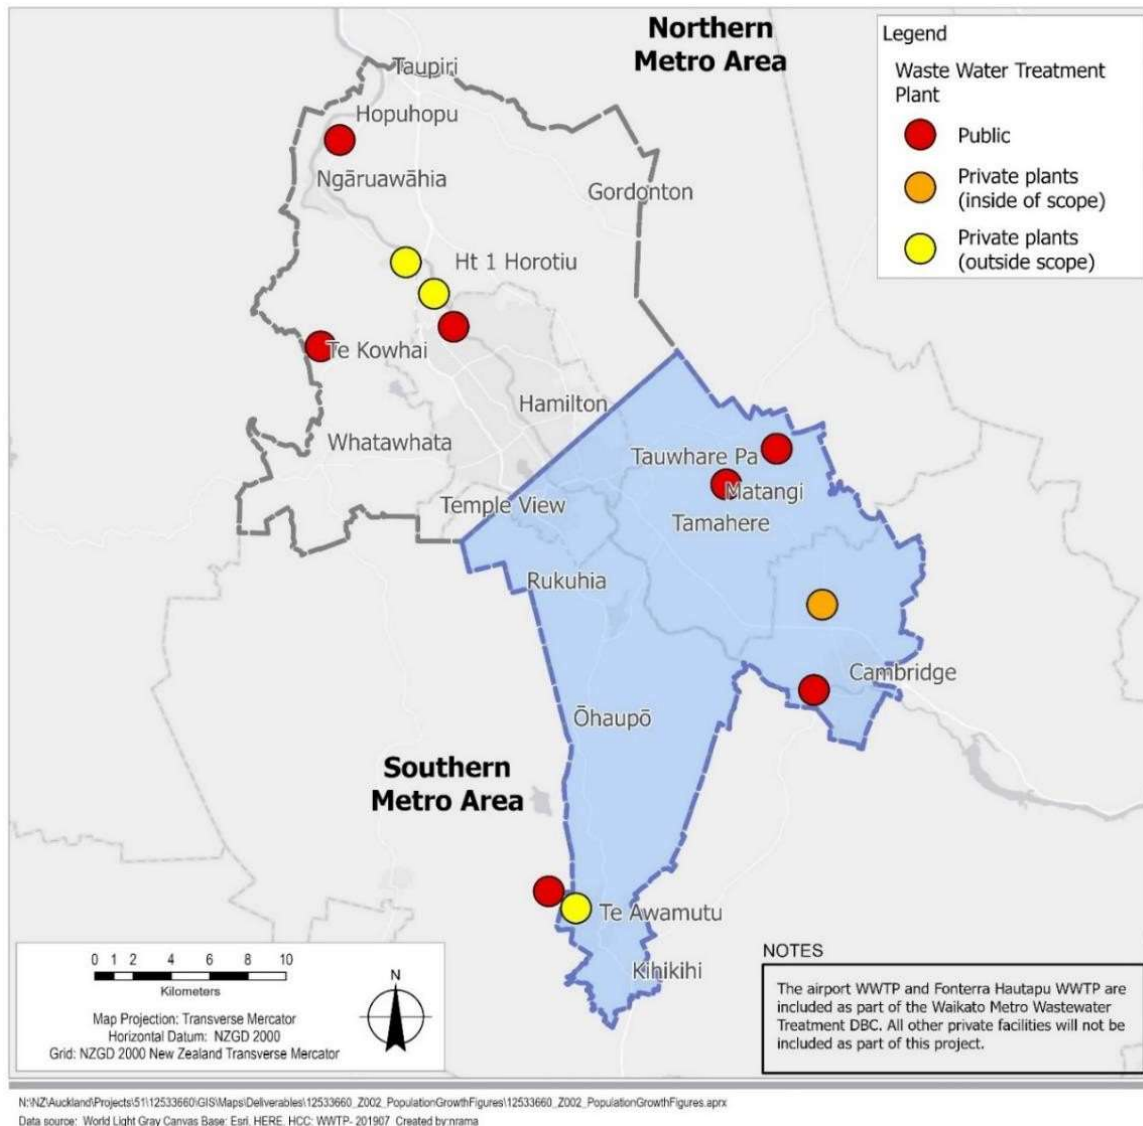 Northern
Metro Area
Legend
Waste Water Treatment
Plant
Public
Private plants
(inside of scope)
Private plants
(outside scope)
Taupiri
Hopuhopu
Ngāruawāhia
Gordonton
Ht 1 Horotiu
Te Kowhai
Hamilton
Whatawhata
Tauwhare Pa
Matangi
Temple View
Tamahere
Rukuhia
Cambridge
Ōhaupō
Southern
Metro Area
Te Awamutu
Kihikihi
0 1 2 4 6 8 10
Kilometers
N
Map Projection: Transverse Mercator
Horizontal Datum: NZGD 2000
Grid: NZGD 2000 New Zealand Transverse Mercator
NOTES
The airport WWTP and Fonterra Hautapu WWTP are
included as part of the Waikato Metro Wastewater
Treatment DBC. All other private facilities will not be
included as part of this project.
N:\NZ\Auckland\Projects\51\12533660\GIS\Maps\Deliverables\12533660_Z002_PopulationGrowthFigures\12533660_Z002_PopulationGrowthFigures.aprx
Data source: World Light Gray Canvas Base: Esri, HERE, HCC: WWTP- 201907 Created by:nrama